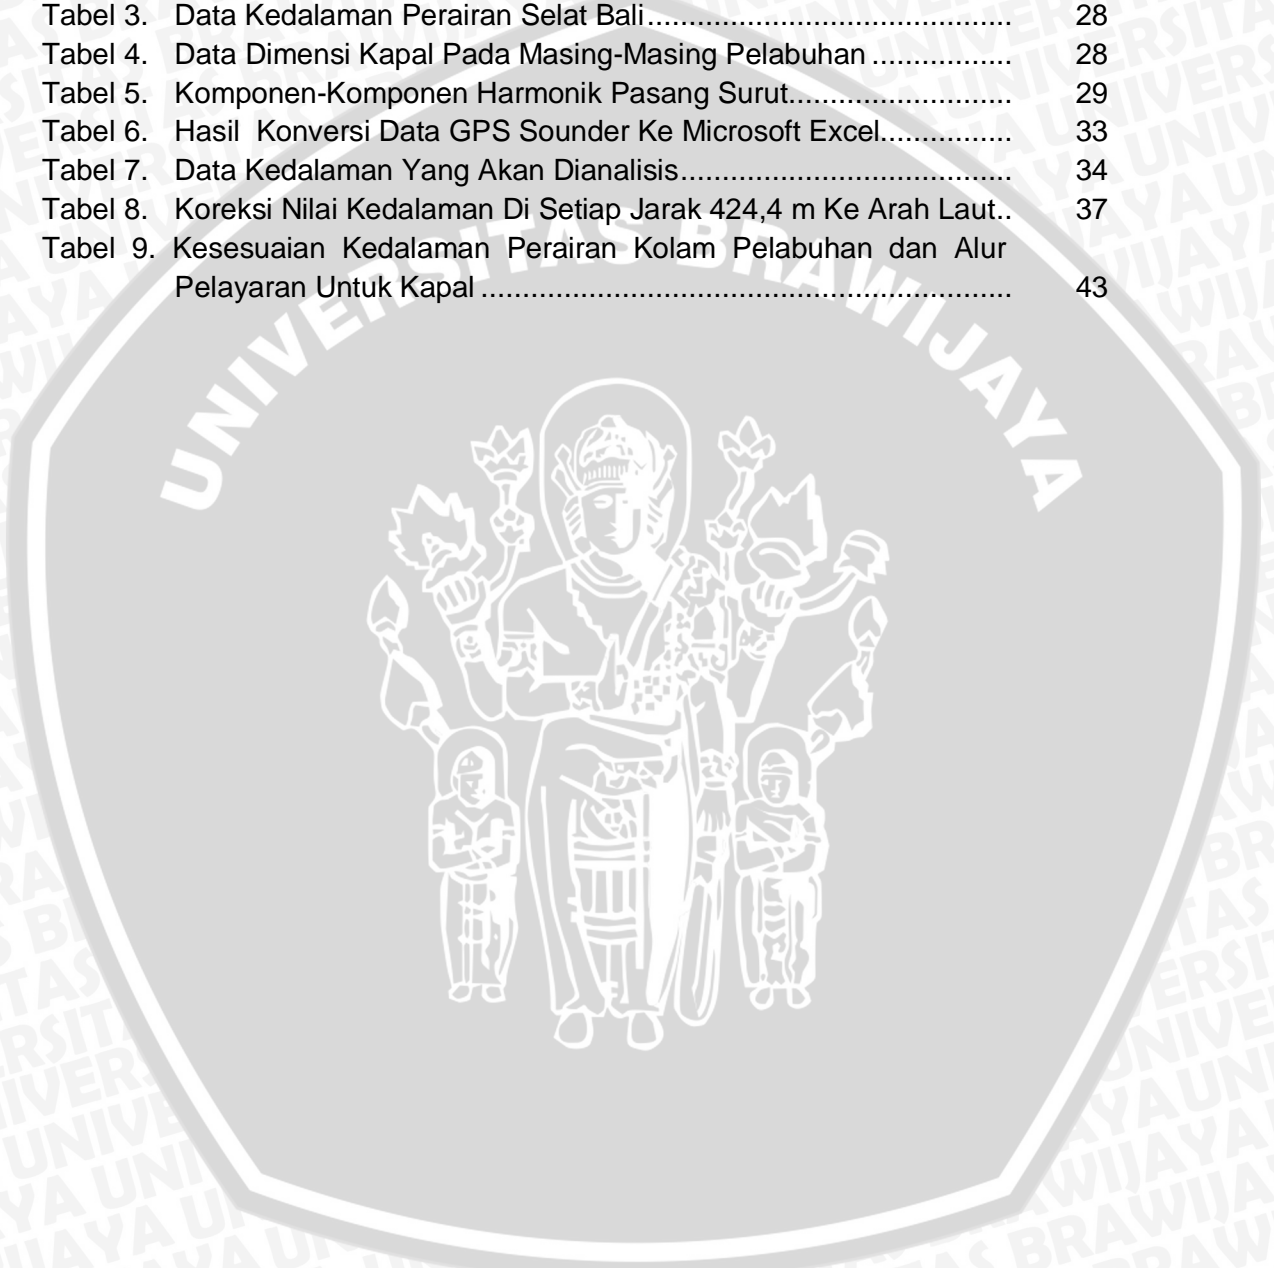 Tabel 3. Data Kedalaman Perairan Selat Bali............................................ 28
Tabel 4. Data Dimensi Kapal Pada Masing-Masing Pelabuhan ................. 28
Tabel 5. Komponen-Komponen Harmonik Pasang Surut........................... 29
Tabel 6. Hasil Konversi Data GPS Sounder Ke Microsoft Excel................ 33
Tabel 7. Data Kedalaman Yang Akan Dianalisis........................................ 34
Tabel 8. Koreksi Nilai Kedalaman Di Setiap Jarak 424,4 m Ke Arah Laut.. 37
Tabel 9. Kesesuaian Kedalaman Perairan Kolam Pelabuhan dan Alur
Pelayaran Untuk Kapal ................................................................ 43
UNIVERSITAS BRAWIJAYA